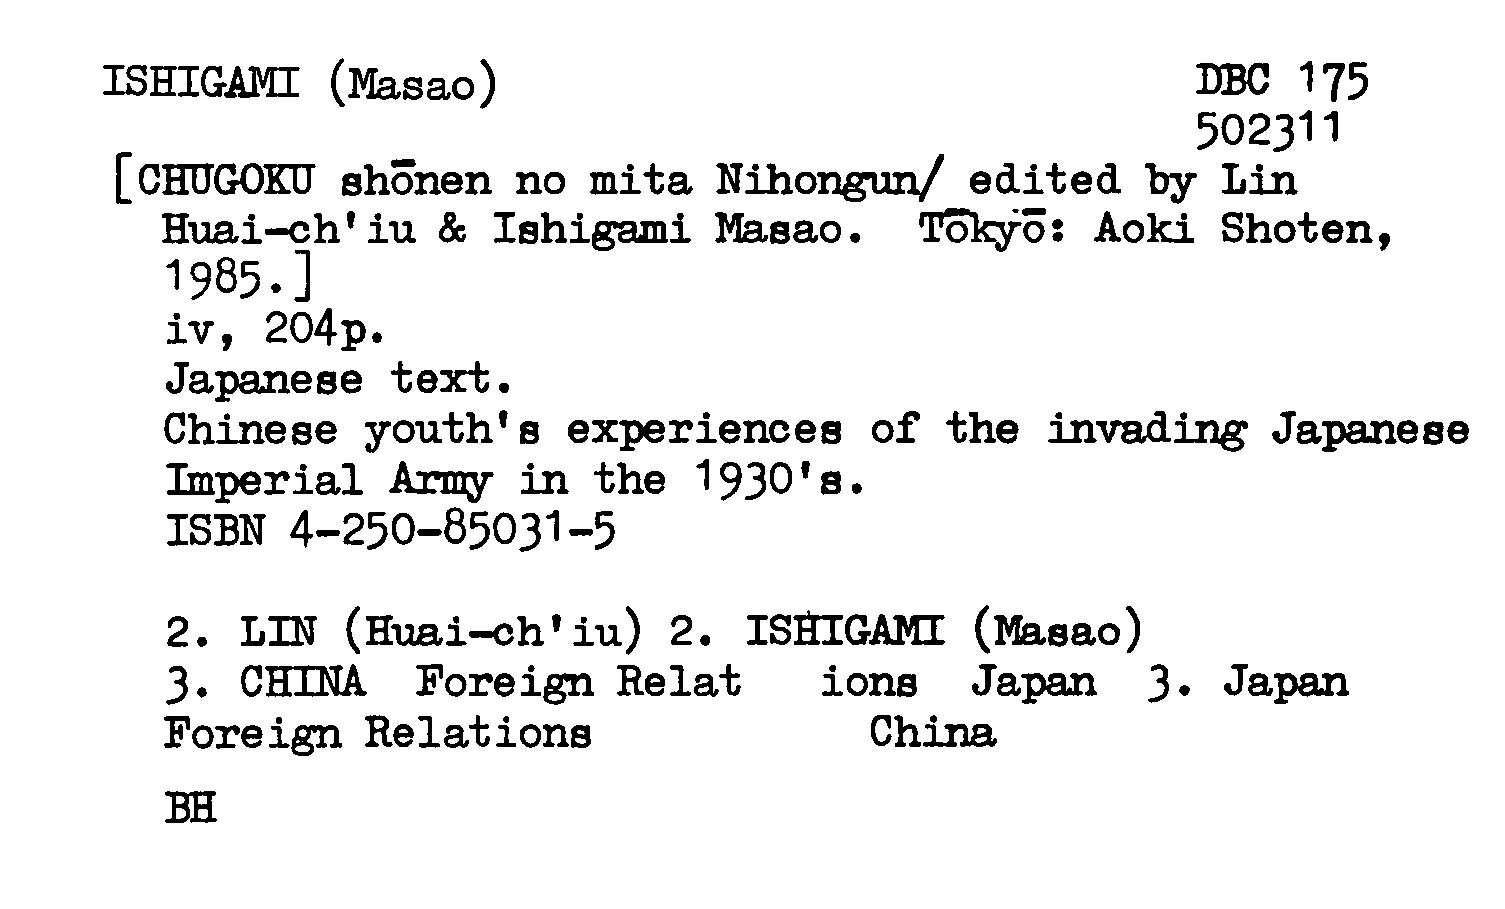 ISHIGAMI (Masao)
DBC 175
502311
[CHUGOKU shōnen no mita Nihongun/ edited by Lin
Huai-ch'iu & Ishigami Masao. Tōkyō: Aoki Shoten,
1985.]
iv, 204p.
Japanese text.
Chinese youth's experiences of the invading Japanese
Imperial Army in the 1930's.
ISBN 4-250-85031-5
2. LIN (Huai-ch'iu) 2. ISHIGAMI (Masao)
3. CHINA Foreign Relat ions Japan 3. Japan
Foreign Relations China
BH